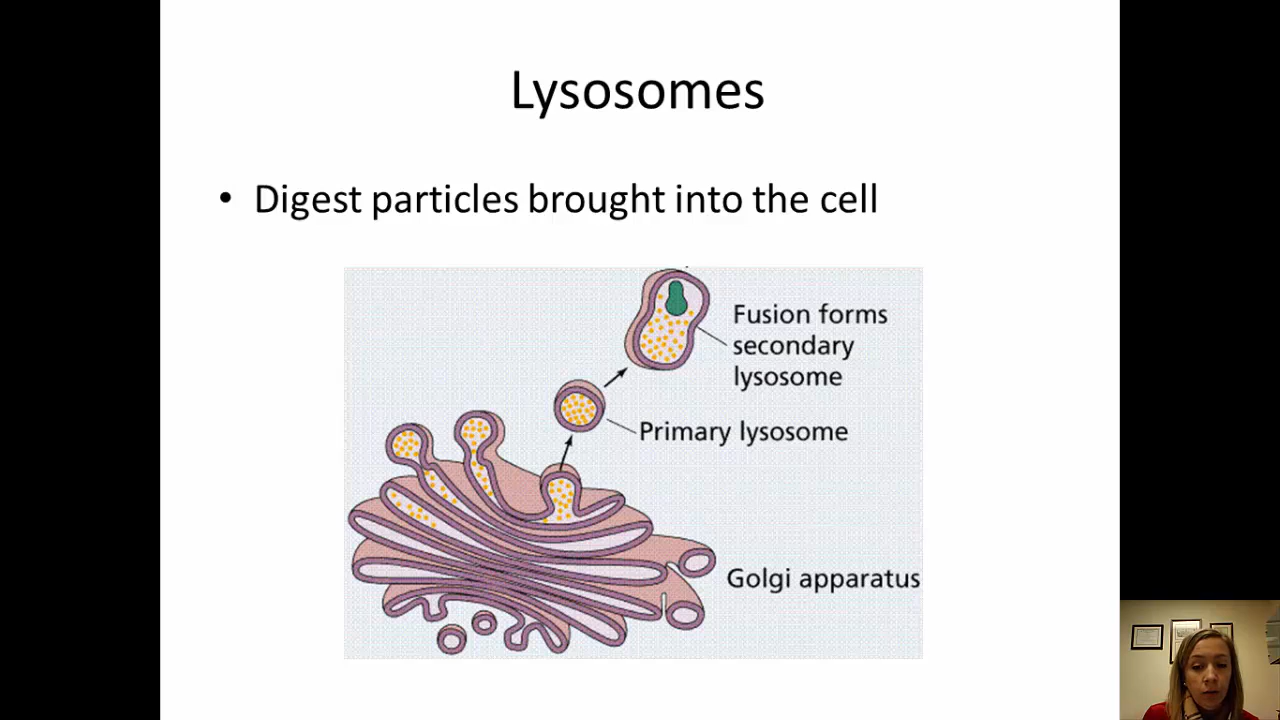 Lysosomes
• Digest particles brought into the cell
Fusion forms
secondary
lysosome
Primary lysosome
Golgi apparatus